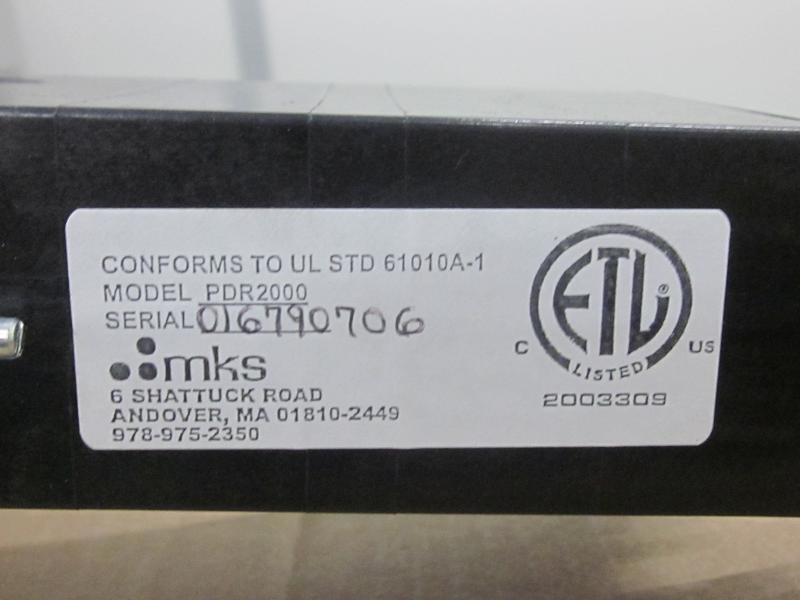 CONFORMS TO UL STD 61010A-1
MODEL PDR2000
SERIAL 016790706
mks
6 SHATTUCK ROAD
ANDOVER, MA 01810-2449
978-975-2350
ETL ®
C US
LISTED
2003309